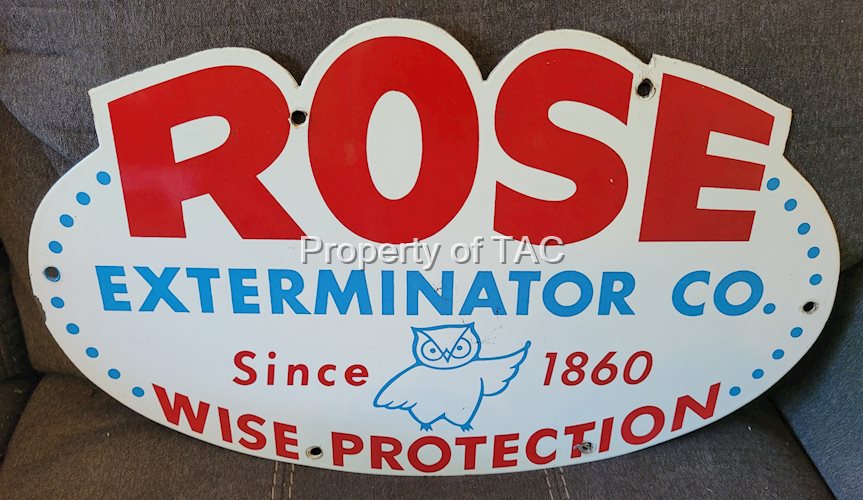 ROSE
Property of TAC
EXTERMINATOR CO.
Since 1860
WISE PROTECTION